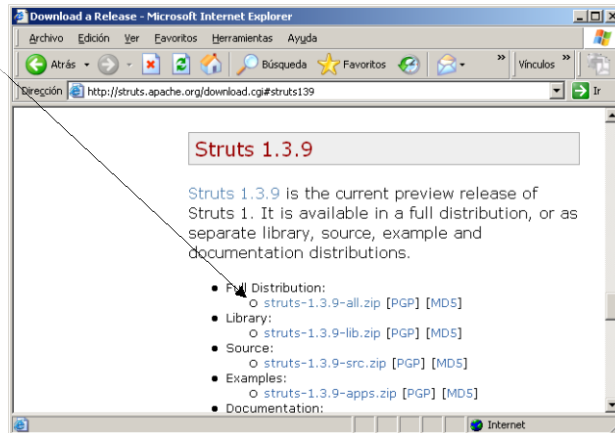 Download a Release - Microsoft Internet Explorer
Archivo Edición Ver Favoritos Herramientas Ayuda
Atrás Búsqueda Favoritos » Vínculos »
Dirección http://struts.apache.org/download.cgi#struts139 Ir
Struts 1.3.9
Struts 1.3.9 is the current preview release of
Struts 1. It is available in a full distribution, or as
separate library, source, example and
documentation distributions.
Full Distribution:
struts-1.3.9-all.zip [PGP] [MD5]
Library:
struts-1.3.9-lib.zip [PGP] [MD5]
Source:
struts-1.3.9-src.zip [PGP] [MD5]
Examples:
struts-1.3.9-apps.zip [PGP] [MD5]
Documentation:
Internet